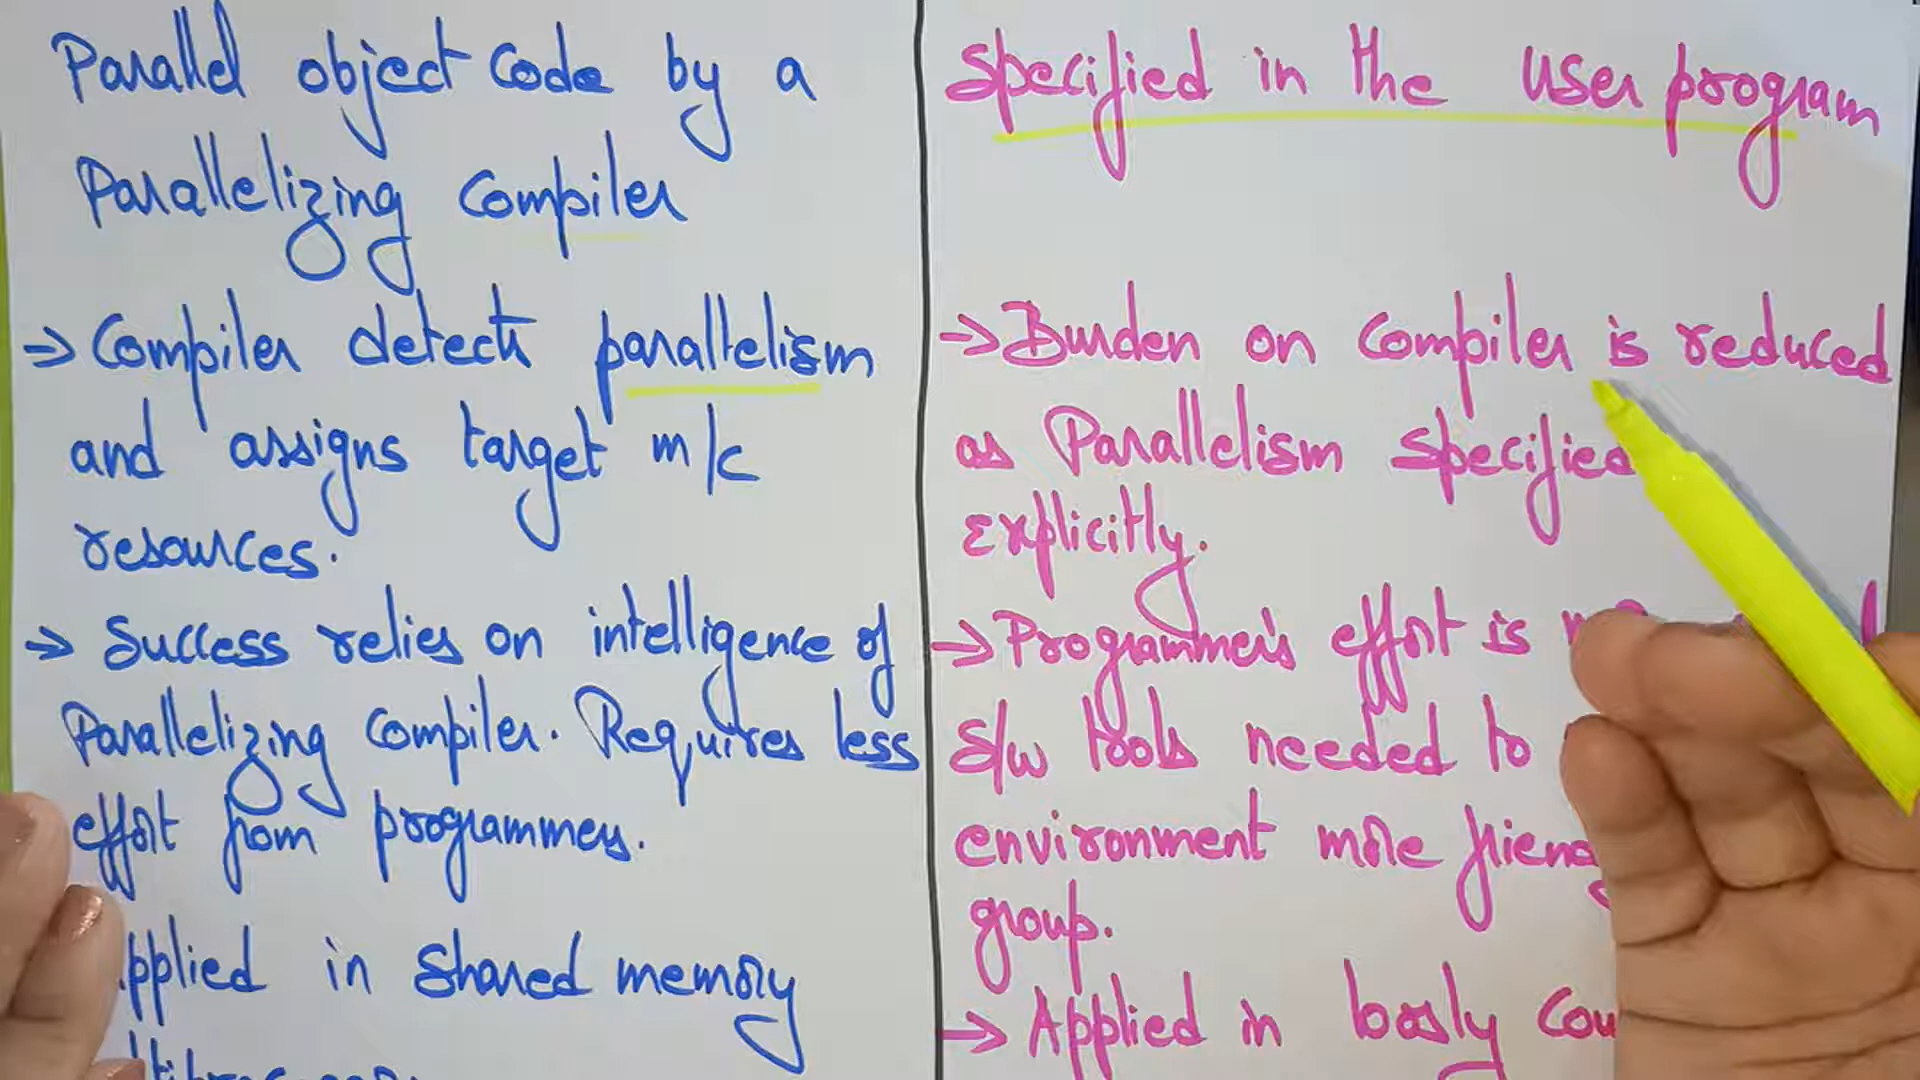 Parallel object code by a
Parallelizing Compiler
→ Compiler detects parallelism
and assigns target m/c
resources.
→ Success relies on intelligence of
Parallelizing compiler. Requires less
effort from programmers.
in shared memory
specified in the user program
→ Burden on compiler is reduced
as Parallelism specified
Explicitly.
→ Programmer's effort is
S/w tools needed to
environment more
group.
→ Applied in loosly